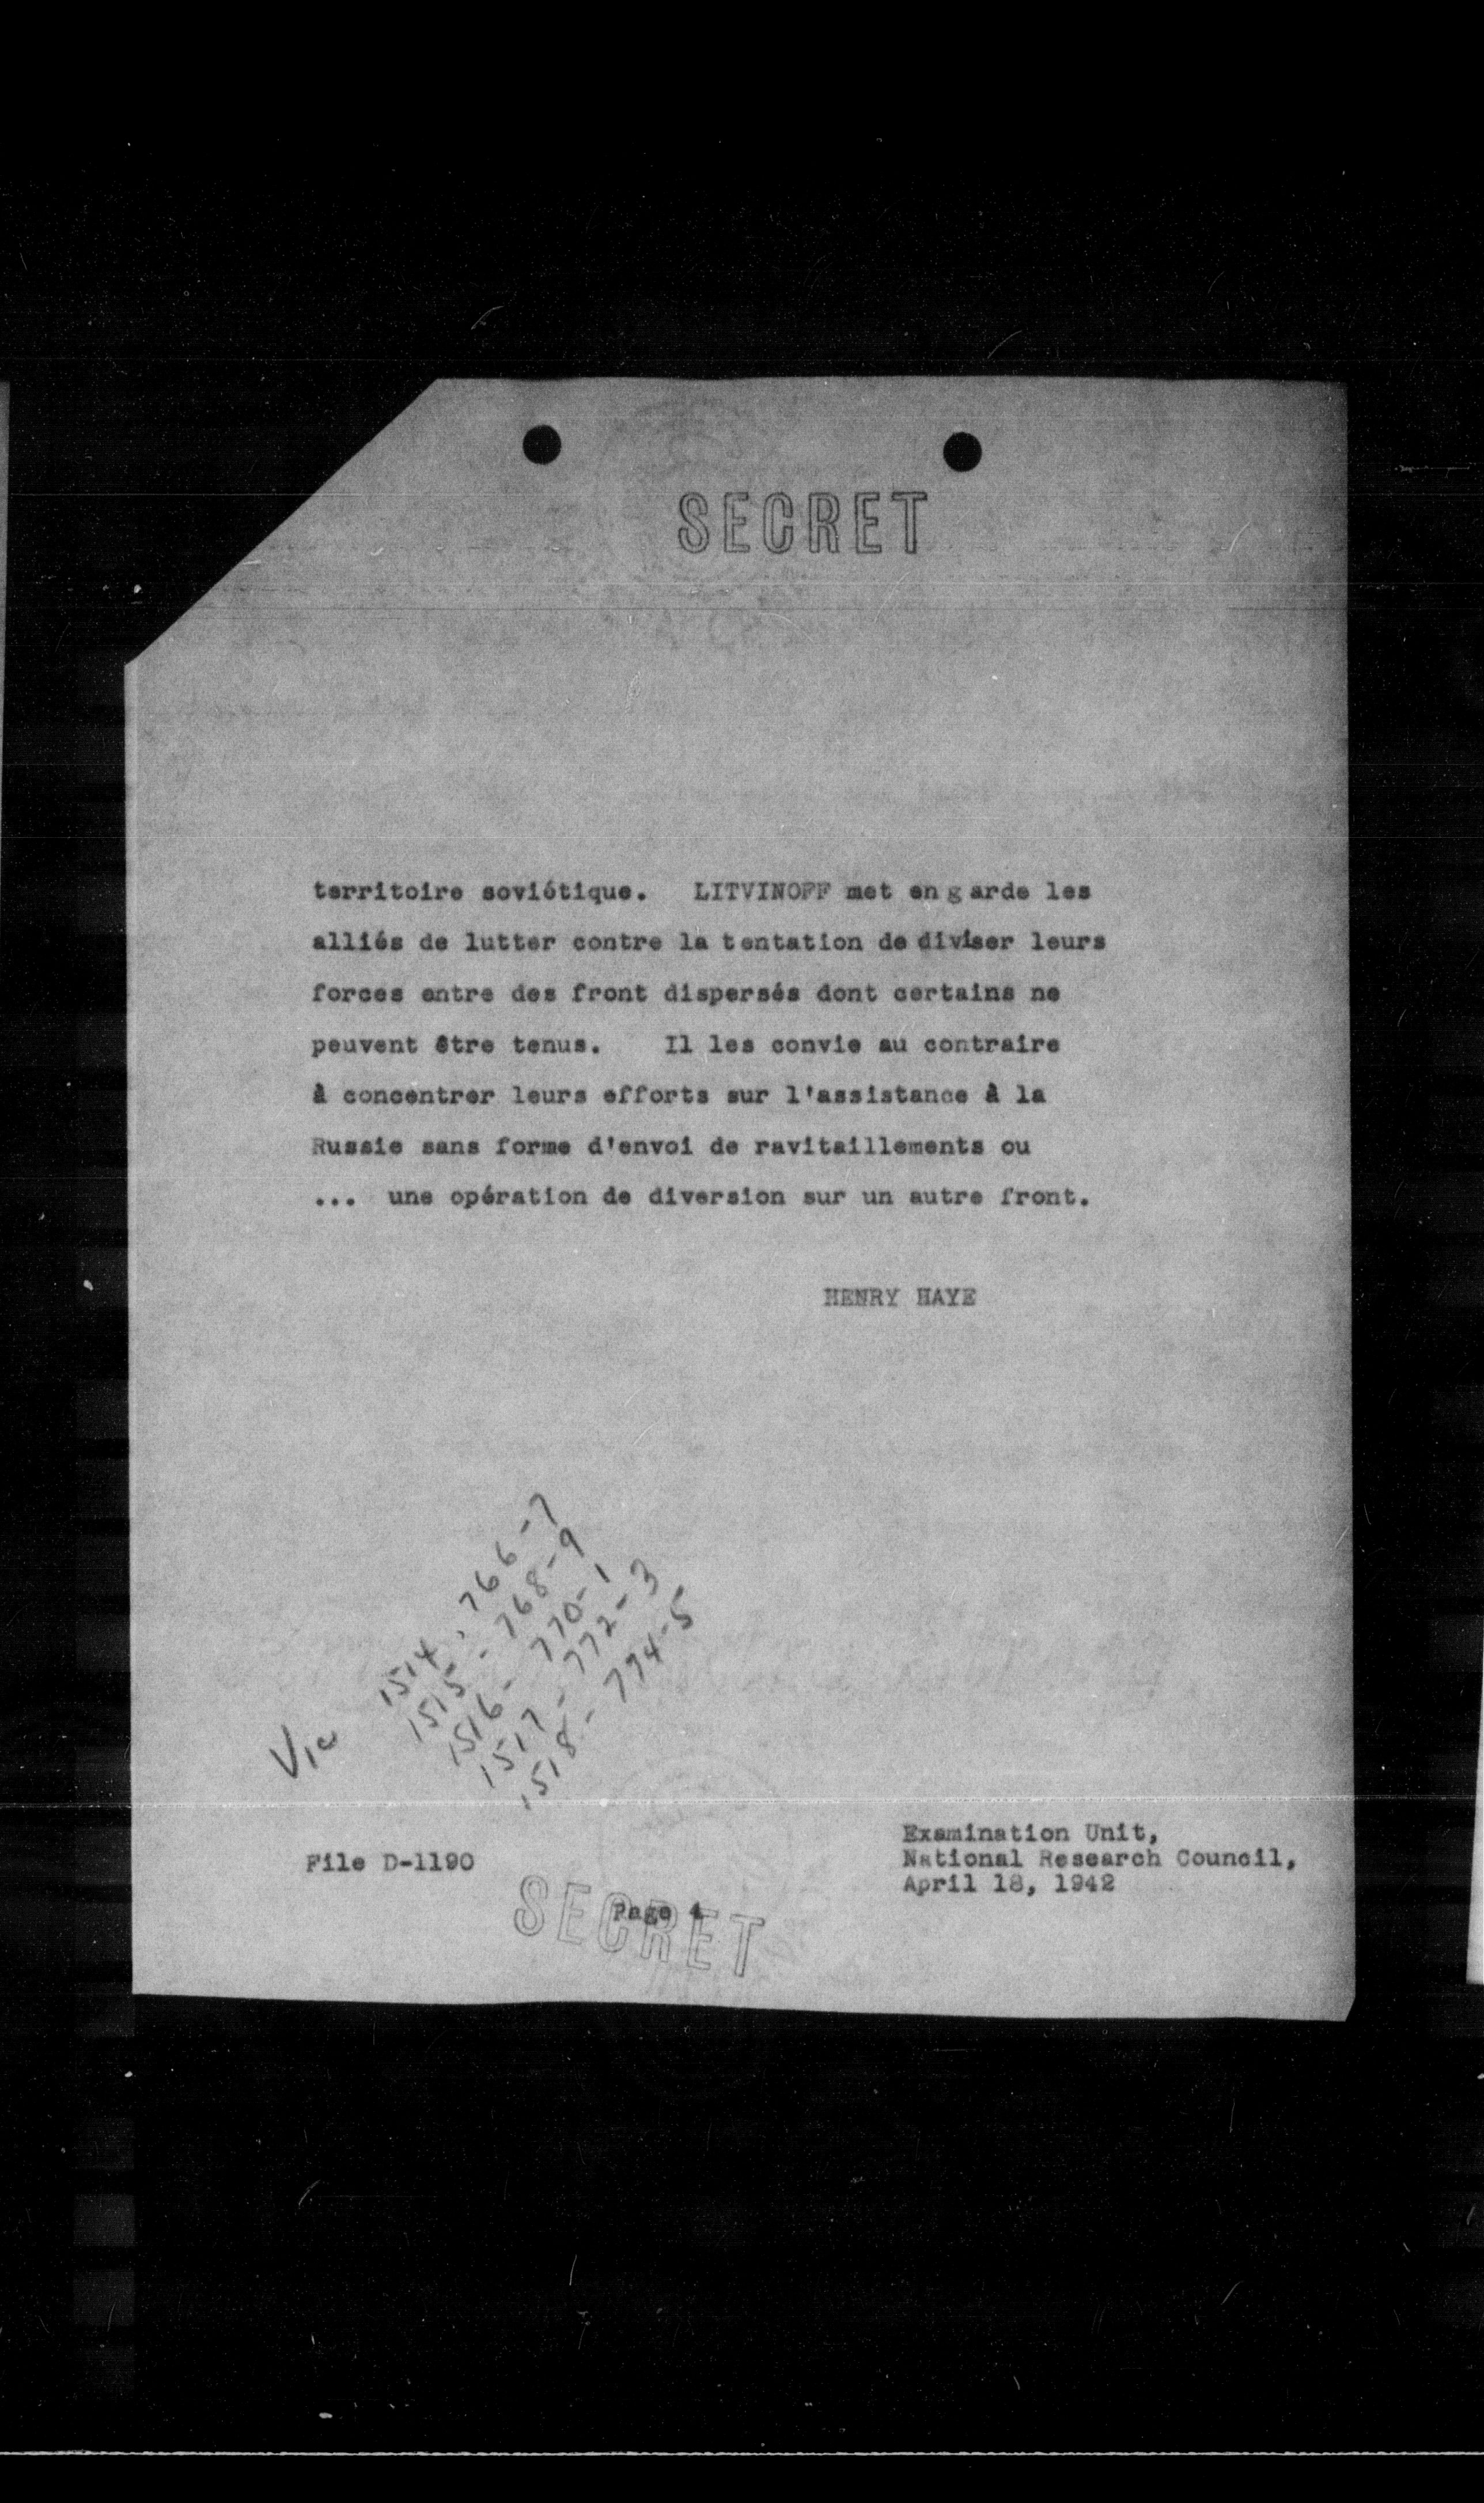 SECRET
territoire soviétique. LITVINOFF met en g arde les
alliés de lutter contre la tentation de diviser leurs
forces entre des front dispersés dont certains ne
peuvent être tenus. Il les convie au contraire
à concentrer leurs efforts sur l'assistance à la
Russie sans forme d'envoi de ravitaillements ou
... une opération de diversion sur un autre front.
HENRY HAYE
1514 - 766-7
1515 - 768-9
1516 - 770-1
1517 - 772-3
1518 - 774-5
File D-1190
Examination Unit,
National Research Council,
April 18, 1942
Page 4
SECRET